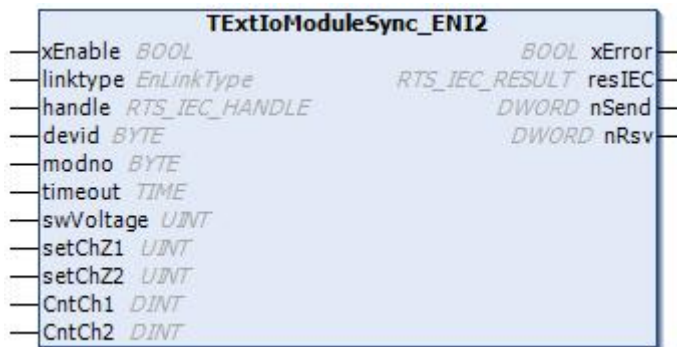 TExtIoModuleSync_ENI2
xEnable BOOL BOOL xError
linktype EnLinkType RTS_IEC_RESULT resIEC
handle RTS_IEC_HANDLE DWORD nSend
devid BYTE DWORD nRsv
modno BYTE
timeout TIME
swVoltage UINT
setChZ1 UINT
setChZ2 UINT
CntCh1 DINT
CntCh2 DINT